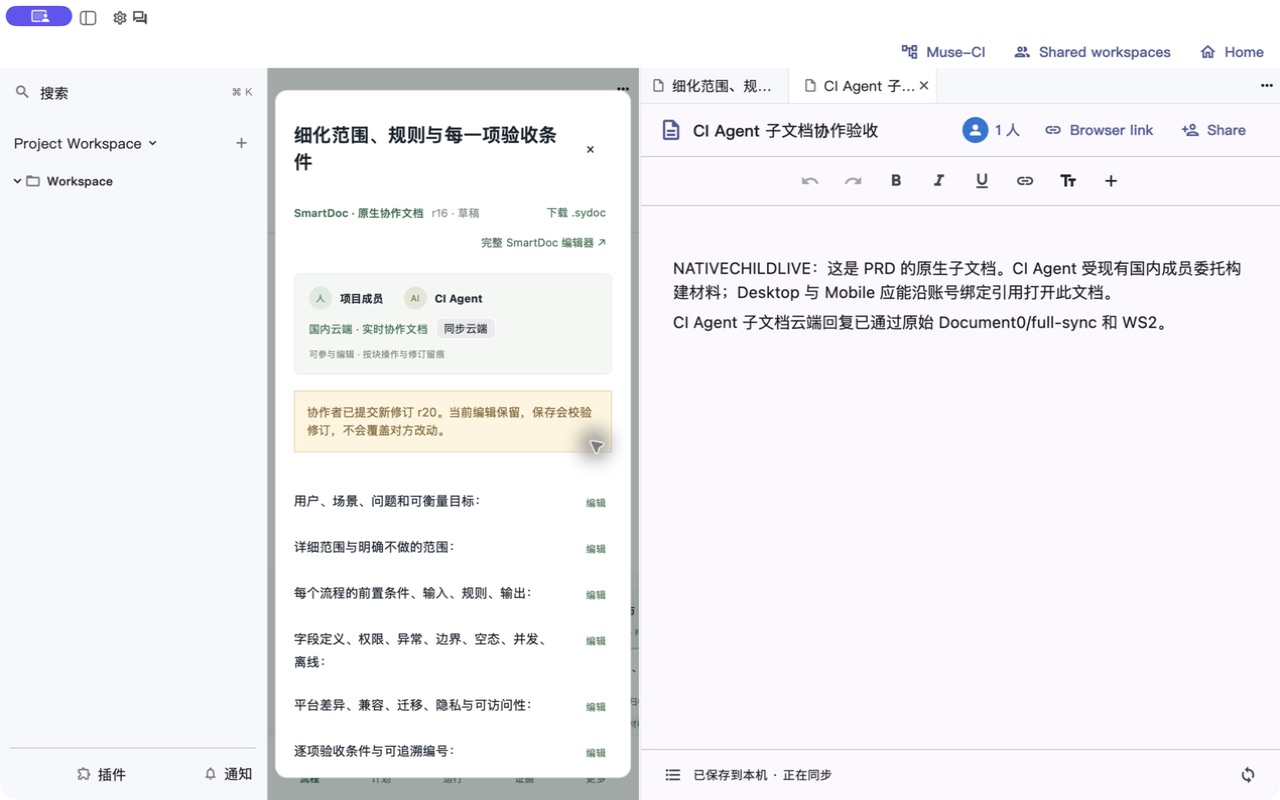 Muse-CI
Shared workspaces
Home
搜索
⌘ K
Project Workspace
Workspace
插件
通知
细化范围、规则与每一项验收条
件
SmartDoc · 原生协作文档 r16 · 草稿
下载 .sydoc
完整 SmartDoc 编辑器 ↗
人 项目成员 AI CI Agent
国内云端 · 实时协作文档 同步云端
可参与编辑 · 按块操作与修订留痕
协作者已提交新修订 r20。当前编辑保留，保存会校验
修订，不会覆盖对方改动。
用户、场景、问题和可衡量目标： 编辑
详细范围与明确不做的范围： 编辑
每个流程的前置条件、输入、规则、输出： 编辑
字段定义、权限、异常、边界、空态、并发、 编辑
离线：
平台差异、兼容、迁移、隐私与可访问性： 编辑
逐项验收条件与可追溯编号： 编辑
细化范围、规...
CI Agent 子...
CI Agent 子文档协作验收
1 人
Browser link
Share
B I U Tт +
NATIVECHILDLIVE：这是 PRD 的原生子文档。CI Agent 受现有国内成员委托构
建材料；Desktop 与 Mobile 应能沿账号绑定引用打开此文档。
CI Agent 子文档云端回复已通过原始 Document0/full-sync 和 WS2。
已保存到本机 · 正在同步